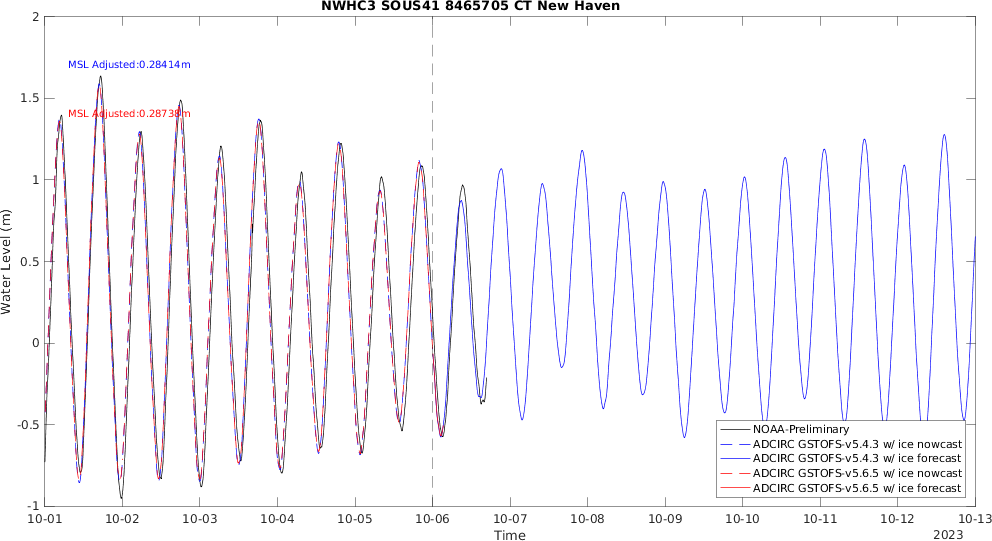 NWHC3 SOUS41 8465705 CT New Haven
2
1.5
1
0.5
0
-0.5
-1
Water Level (m)
MSL Adjusted:0.28414m
MSL Adjusted:0.28738m
NOAA-Preliminary
ADCIRC GSTOFS-v5.4.3 w/ ice nowcast
ADCIRC GSTOFS-v5.4.3 w/ ice forecast
ADCIRC GSTOFS-v5.6.5 w/ ice nowcast
ADCIRC GSTOFS-v5.6.5 w/ ice forecast
10-01 10-02 10-03 10-04 10-05 10-06 10-07 10-08 10-09 10-10 10-11 10-12 10-13
Time
2023